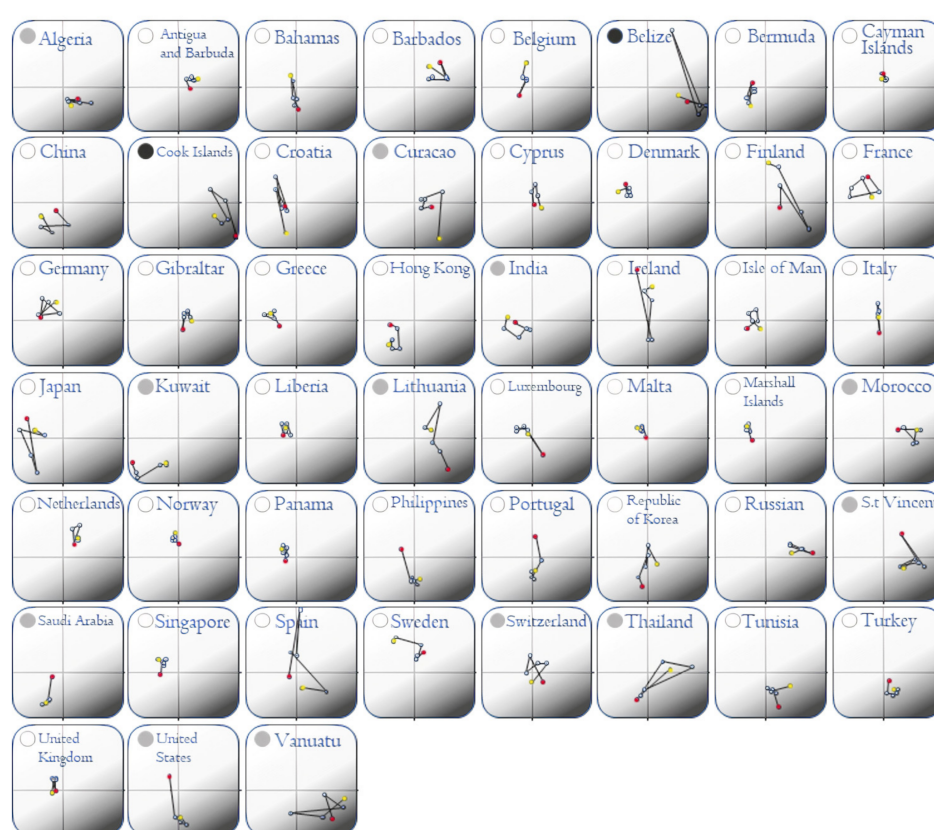 Algeria
Antigua
and Barbuda
Bahamas
Barbados
Belgium
Belize
Bermuda
Cayman
Islands
China
Cook Islands
Croatia
Curacao
Cyprus
Denmark
Finland
France
Germany
Gibraltar
Greece
Hong Kong
India
Ireland
Isle of Man
Italy
Japan
Kuwait
Liberia
Lithuania
Luxembourg
Malta
Marshall
Islands
Morocco
Netherlands
Norway
Panama
Philippines
Portugal
Republic
of Korea
Russian
S.t Vincen
Saudi Arabia
Singapore
Spain
Sweden
Switzerland
Thailand
Tunisia
Turkey
United
Kingdom
United
States
Vanuatu